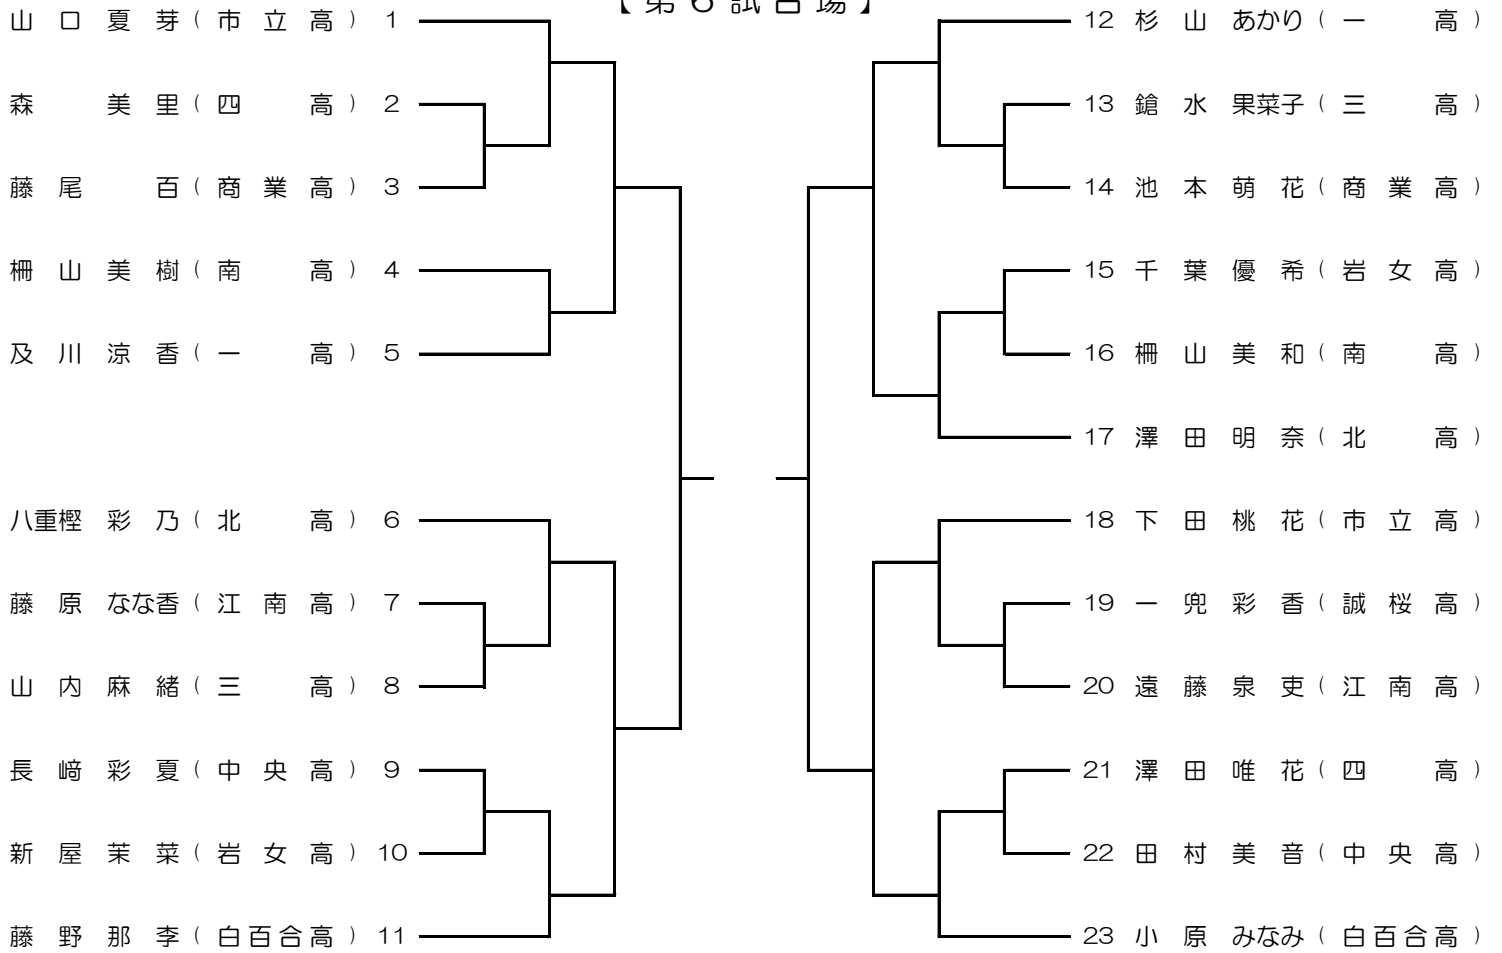 【第６試合場】
山口夏芽（市立高）1
森美里（四高）2
藤尾百（商業高）3
柵山美樹（南高）4
及川涼香（一高）5
八重樫彩乃（北高）6
藤原なな香（江南高）7
山内麻緒（三高）8
長﨑彩夏（中央高）9
新屋茉菜（岩女高）10
藤野那李（白百合高）11
12 杉山あかり（一高）
13 鎗水果菜子（三高）
14 池本萌花（商業高）
15 千葉優希（岩女高）
16 柵山美和（南高）
17 澤田明奈（北高）
18 下田桃花（市立高）
19 一兜彩香（誠桜高）
20 遠藤泉吏（江南高）
21 澤田唯花（四高）
22 田村美音（中央高）
23 小原みなみ（白百合高）